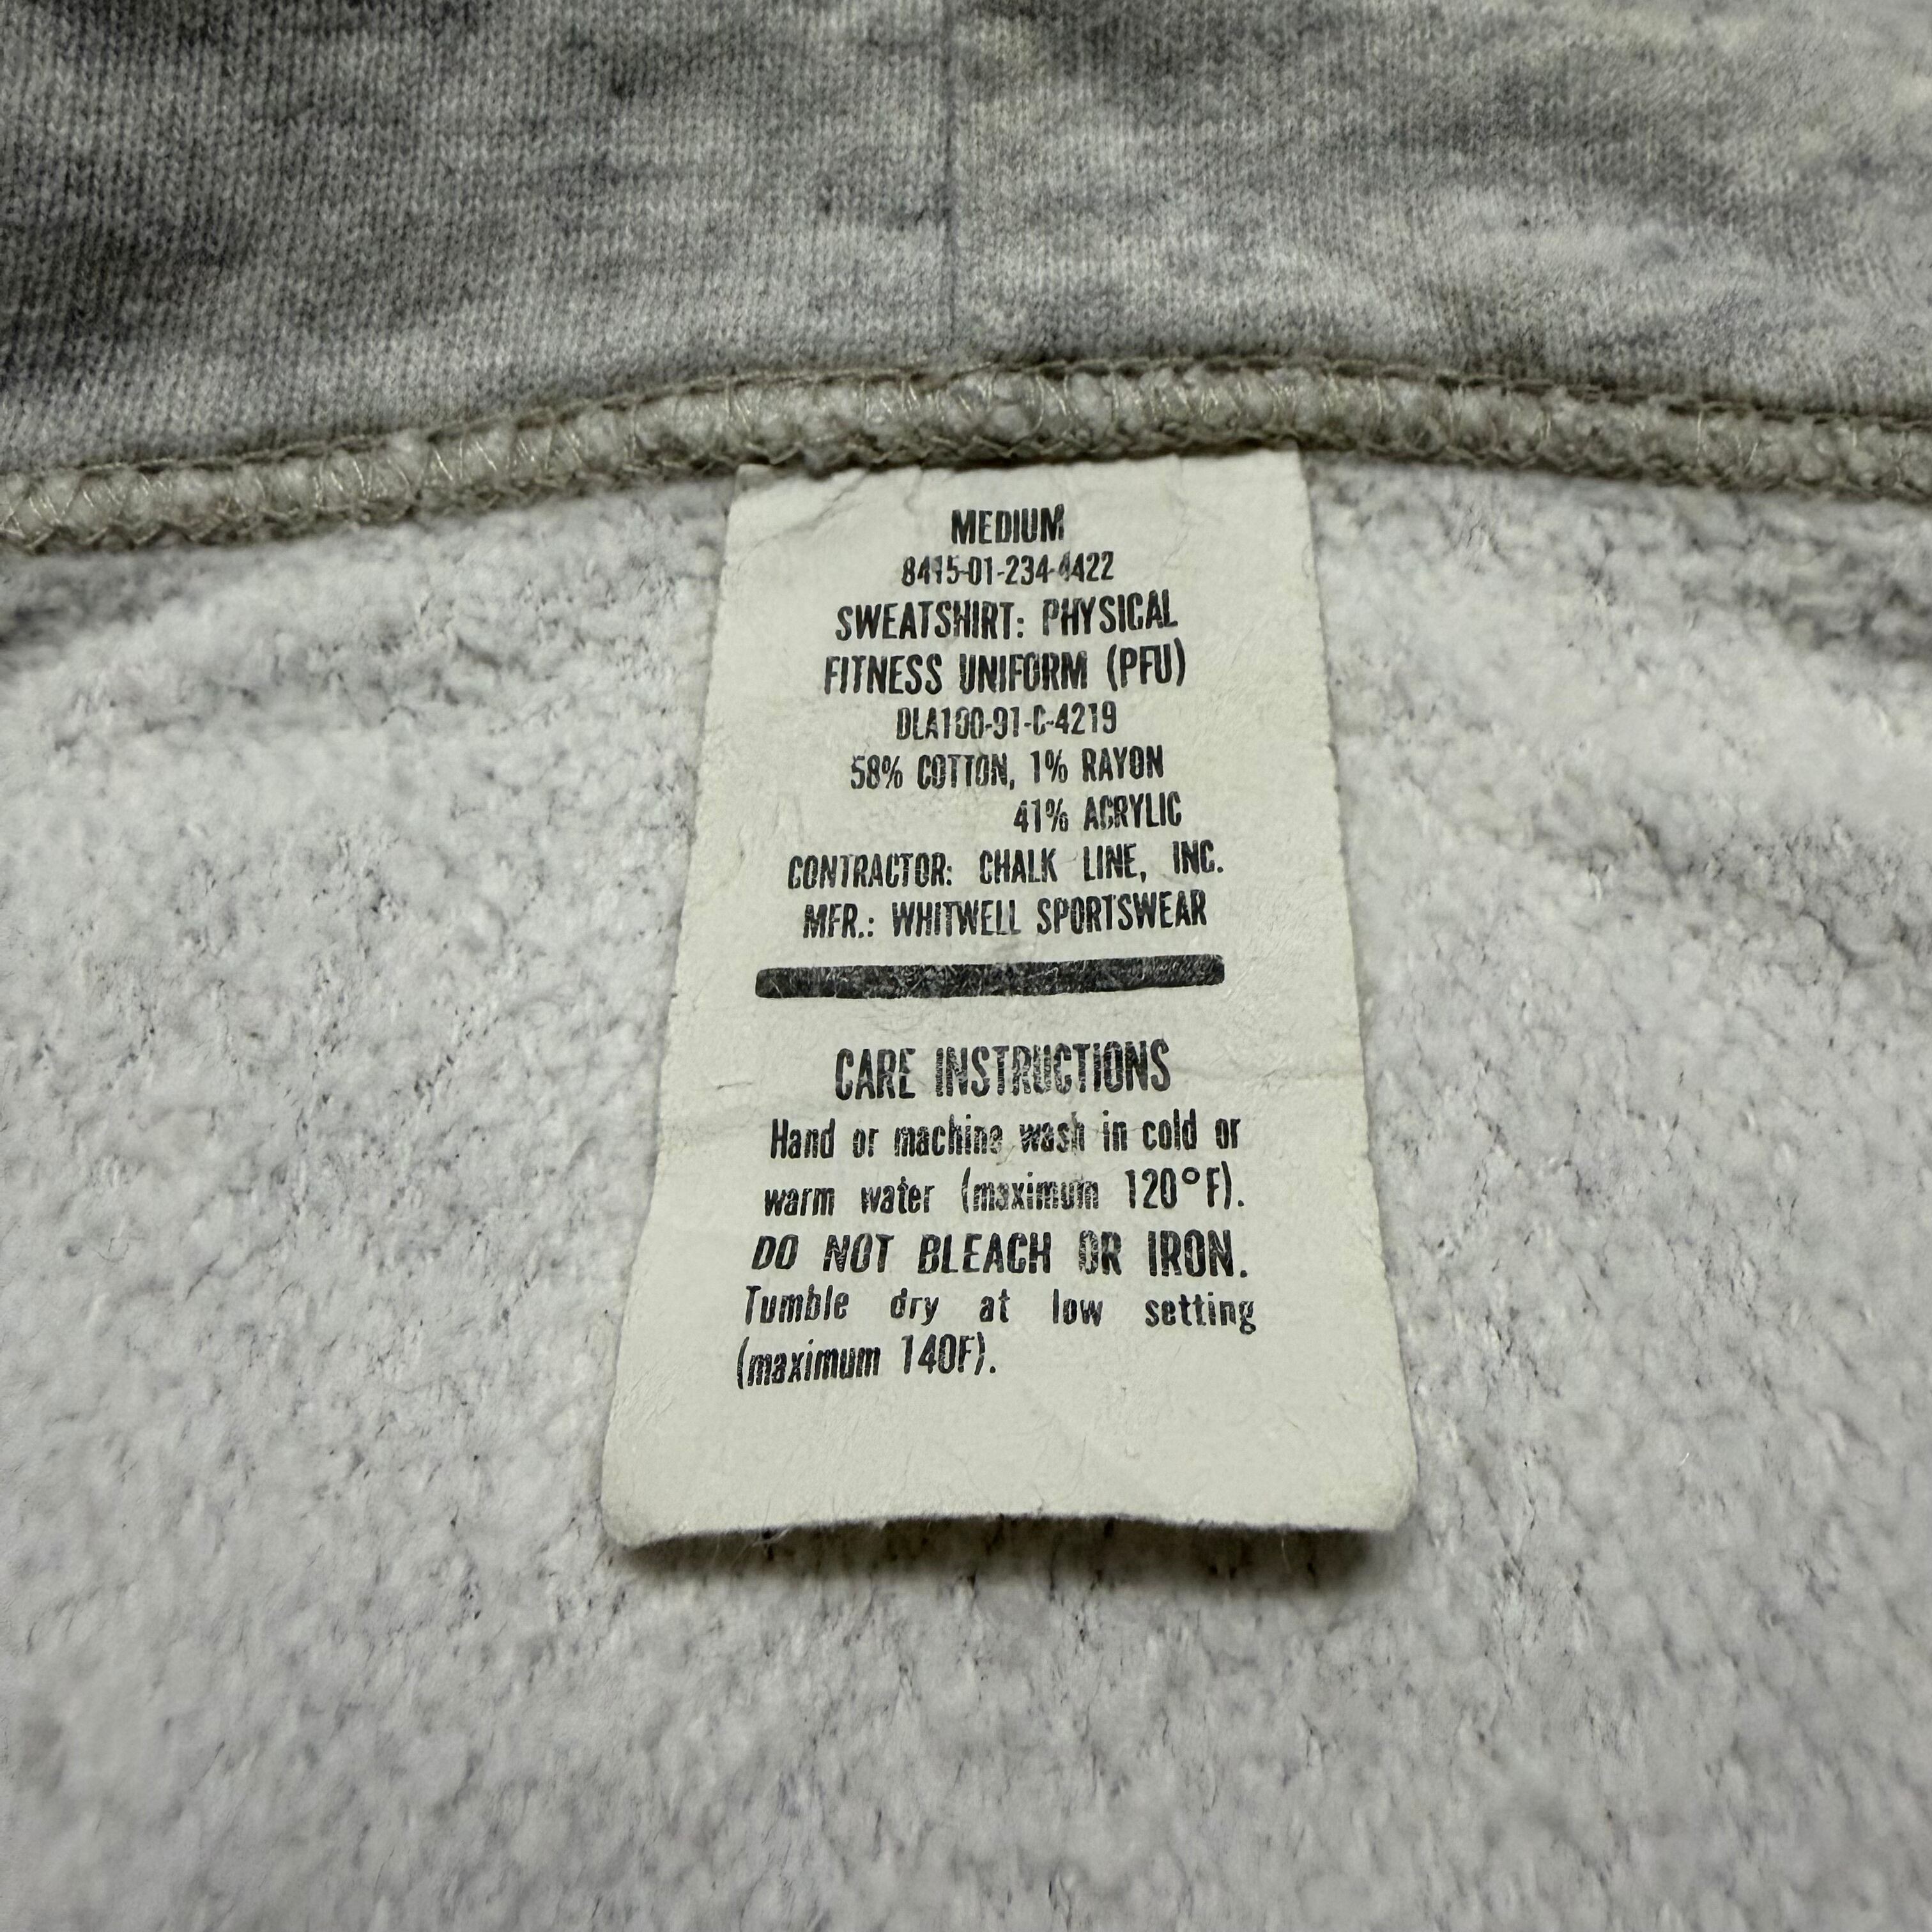 MEDIUM
8415-01-234-4422
SWEATSHIRT: PHYSICAL
FITNESS UNIFORM (PFU)
DLA100-91-C-4219
58% COTTON, 1% RAYON
41% ACRYLIC
CONTRACTOR: CHALK LINE, INC.
MFR.: WHITWELL SPORTSWEAR
CARE INSTRUCTIONS
Hand or machine wash in cold or
warm water (maximum 120°F).
DO NOT BLEACH OR IRON.
Tumble dry at low setting
(maximum 140F).